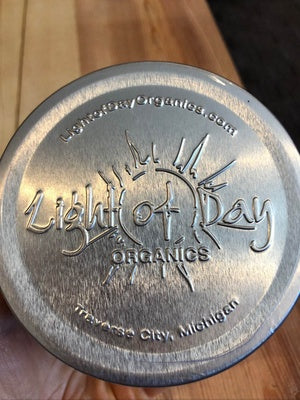 LightofDayOrganics.com
Light of Day
ORGANICS
Traverse City, Michigan